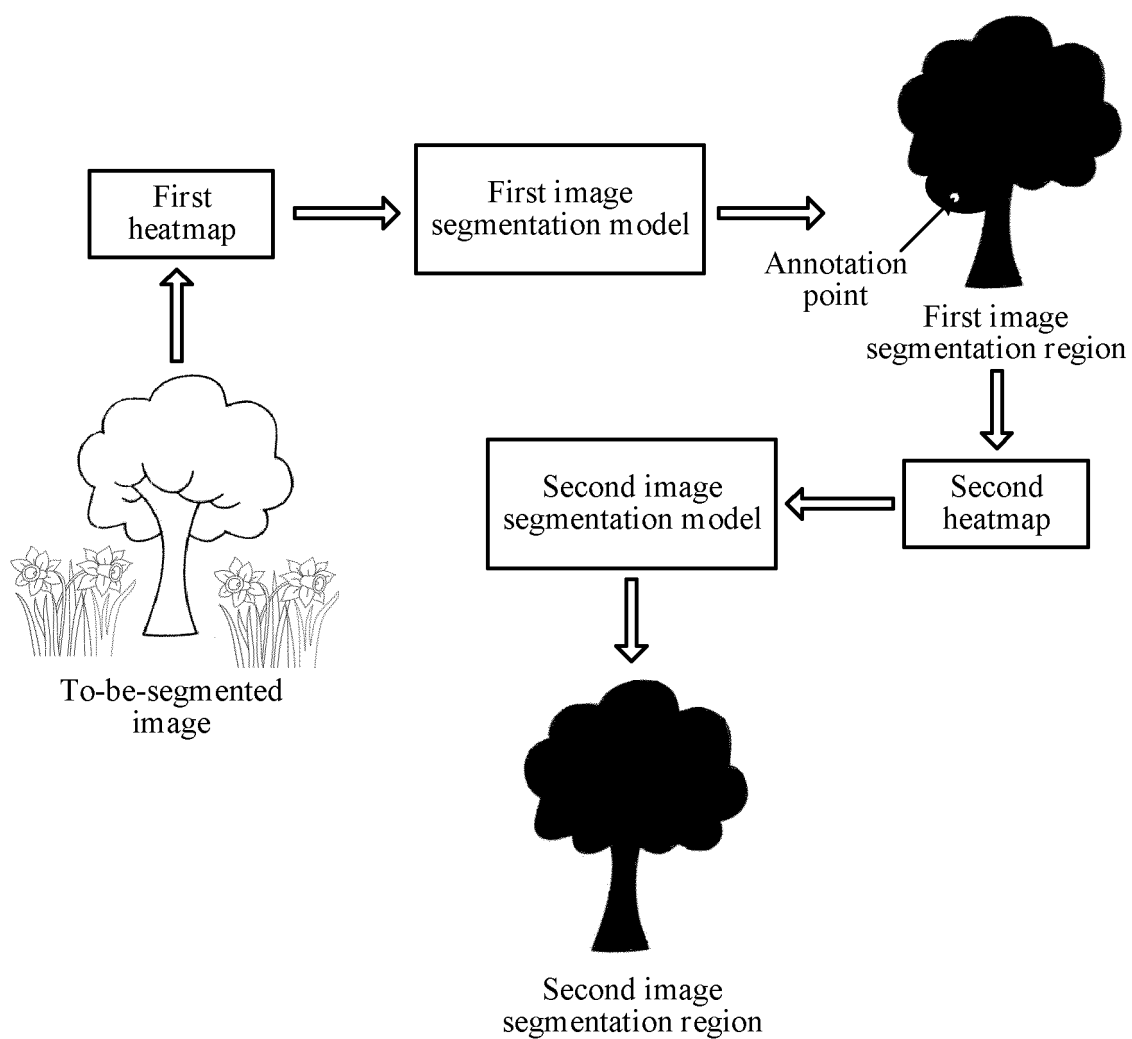 First
heatmap
First image
segmentation model
Annotation
point
First image
segmentation region
Second image
segmentation model
Second
heatmap
To-be-segmented
image
Second image
segmentation region